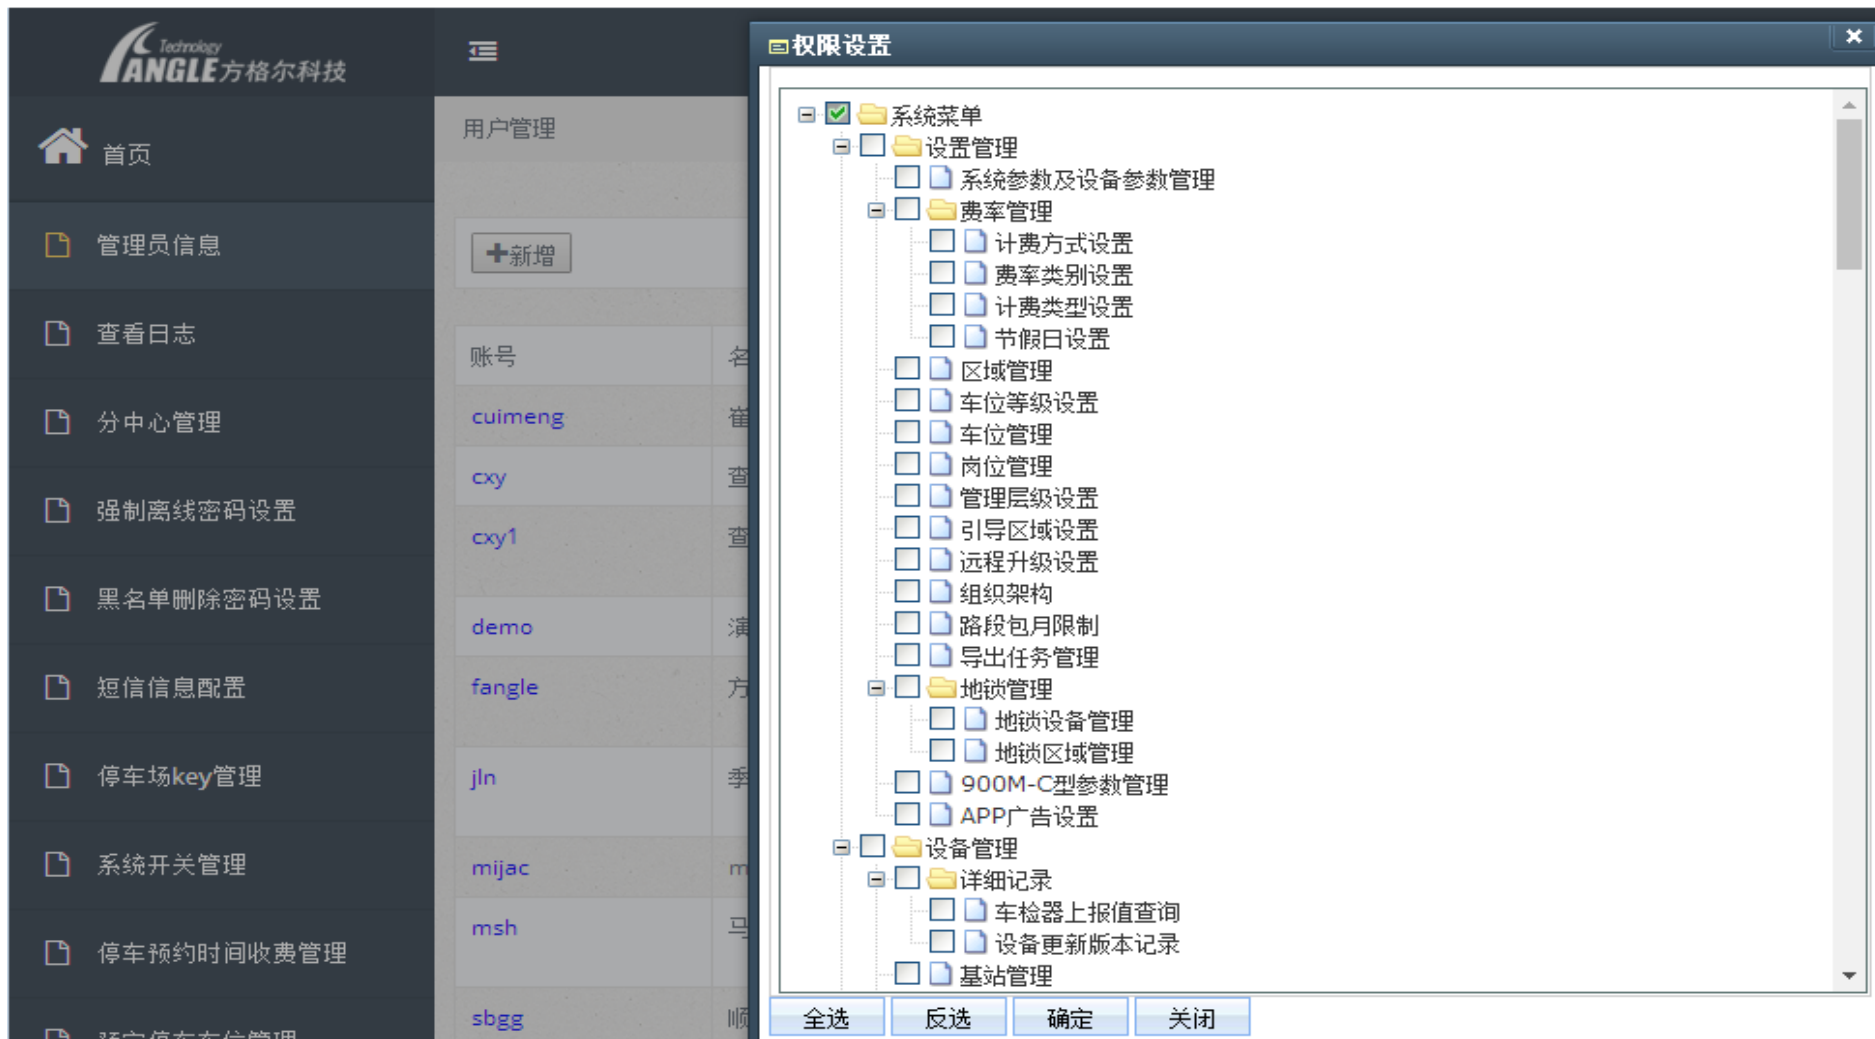 Technology
ANGLE方格尔科技
首页
管理员信息
查看日志
分中心管理
强制离线密码设置
黑名单删除密码设置
短信信息配置
停车场key管理
系统开关管理
停车预约时间收费管理
用户管理
新增
账号
名
cuimeng
崔
cxy
查
cxy1
查
demo
演
fangle
方
jln
季
mijac
m
msh
马
sbgg
顺
权限设置
系统菜单
设置管理
系统参数及设备参数管理
费率管理
计费方式设置
费率类别设置
计费类型设置
节假日设置
区域管理
车位等级设置
车位管理
岗位管理
管理层级设置
引导区域设置
远程升级设置
组织架构
路段包月限制
导出任务管理
地锁管理
地锁设备管理
地锁区域管理
900M-C型参数管理
APP广告设置
设备管理
详细记录
车检器上报值查询
设备更新版本记录
基站管理
全选 反选 确定 关闭